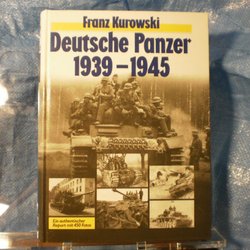 Franz Kurowski
Deutsche Panzer
1939–1945
Ein authentischer
Report mit 450 Fotos